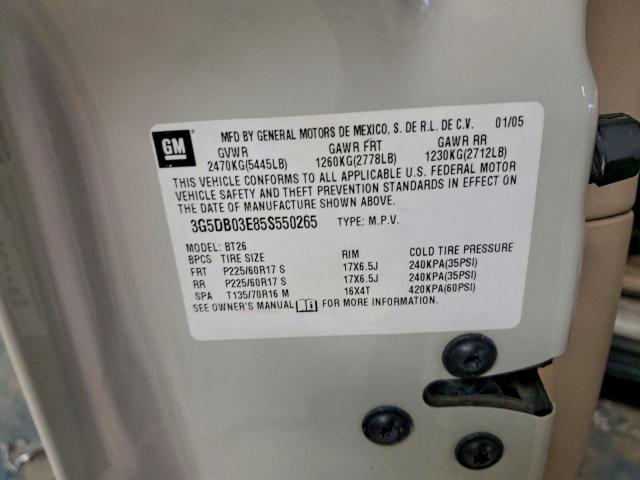 GM
MFD BY GENERAL MOTORS DE MEXICO, S. DE R.L. DE C.V. 01/05
GVWR GAWR FRT GAWR RR
2470KG(5445LB) 1260KG(2778LB) 1230KG(2712LB)
THIS VEHICLE CONFORMS TO ALL APPLICABLE U.S. FEDERAL MOTOR
VEHICLE SAFETY AND THEFT PREVENTION STANDARDS IN EFFECT ON
THE DATE OF MANUFACTURE SHOWN ABOVE.
3G5DB03E85S550265 TYPE: M.P.V.
MODEL: BT26
BPCS TIRE SIZE RIM COLD TIRE PRESSURE
FRT P225/60R17 S 17X6.5J 240KPA(35PSI)
RR P225/60R17 S 17X6.5J 240KPA(35PSI)
SPA T135/70R16 M 16X4T 420KPA(60PSI)
SEE OWNER'S MANUAL FOR MORE INFORMATION.